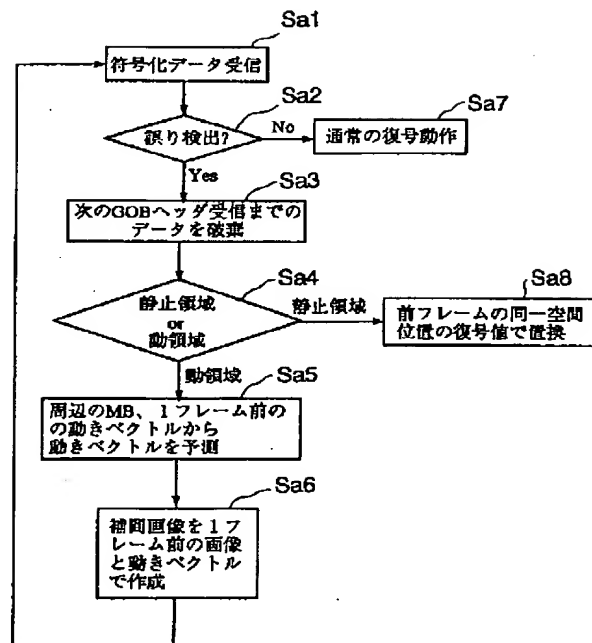 Sa1
符号化データ受信
Sa2
誤り検出?
No
Sa7
通常の復号動作
Yes
Sa3
次のGOBヘッダ受信までの
データを破棄
Sa4
静止領域
or
動領域
静止領域
Sa8
前フレームの同一空間
位置の復号値で置換
動領域
Sa5
周辺のMB、1フレーム前の
の動きベクトルから
動きベクトルを予測
Sa6
補間画像を1フ
レーム前の画像
と動きベクトル
で作成